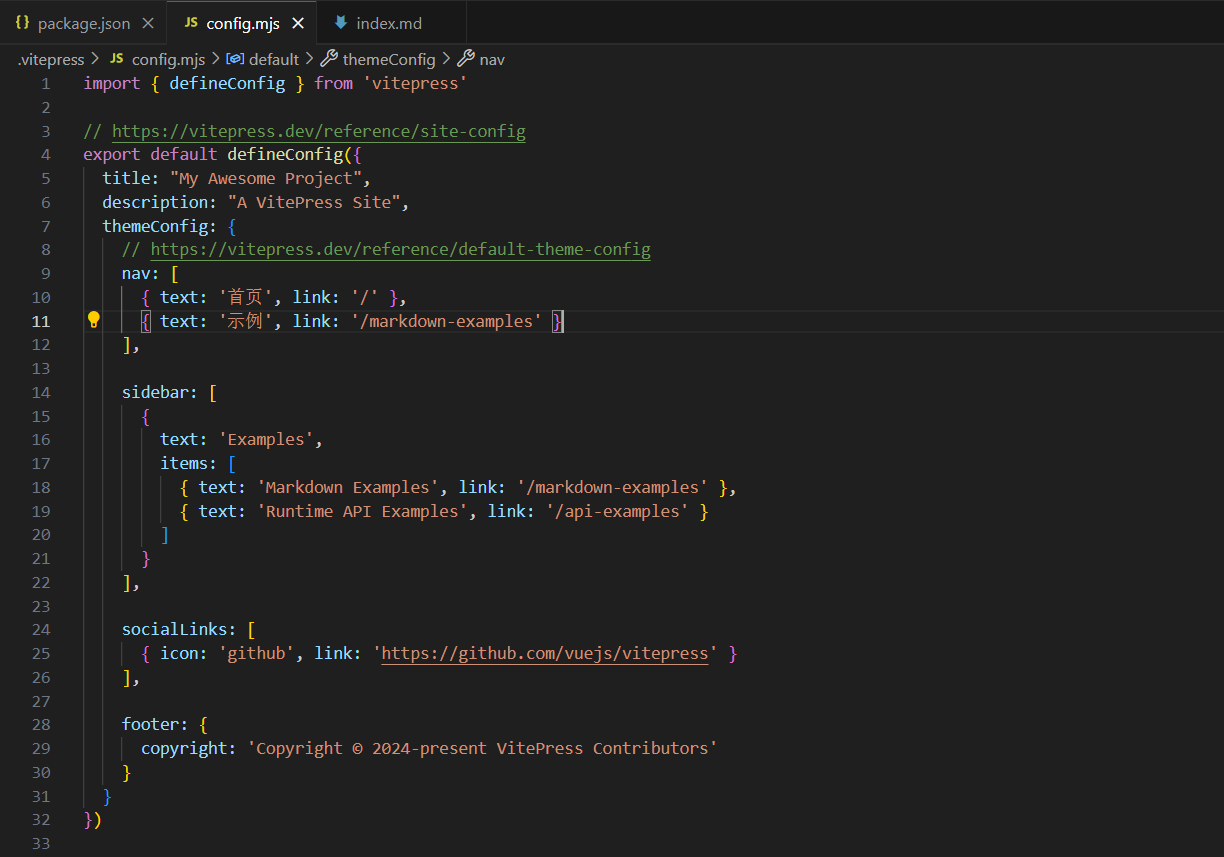 {} package.json × JS config.mjs × index.md
.vitepress > JS config.mjs > default > themeConfig > nav
1 import { defineConfig } from 'vitepress'
2
3 // https://vitepress.dev/reference/site-config
4 export default defineConfig({
5 title: "My Awesome Project",
6 description: "A VitePress Site",
7 themeConfig: {
8 // https://vitepress.dev/reference/default-theme-config
9 nav: [
10 { text: '首页', link: '/' },
11 { text: '示例', link: '/markdown-examples' }
12 ],
13
14 sidebar: [
15 {
16 text: 'Examples',
17 items: [
18 { text: 'Markdown Examples', link: '/markdown-examples' },
19 { text: 'Runtime API Examples', link: '/api-examples' }
20 ]
21 }
22 ],
23
24 socialLinks: [
25 { icon: 'github', link: 'https://github.com/vuejs/vitepress' }
26 ],
27
28 footer: {
29 copyright: 'Copyright © 2024-present VitePress Contributors'
30 }
31 }
32 })
33